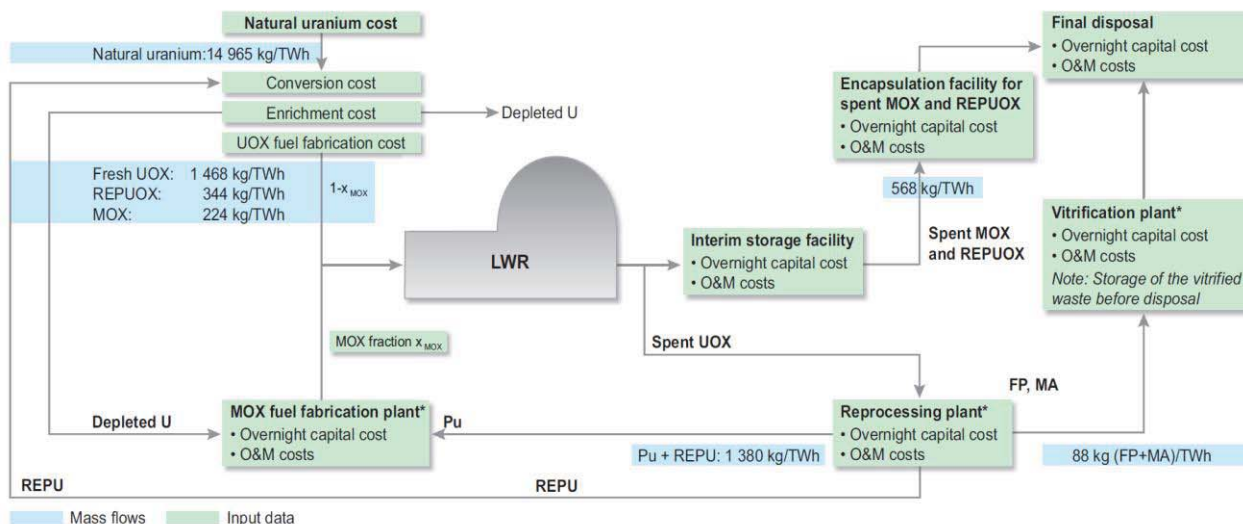 Natural uranium cost
Natural uranium:14 965 kg/TWh
Conversion cost
Enrichment cost
Depleted U
UOX fuel fabrication cost
Fresh UOX: 1 468 kg/TWh
REPUOX: 344 kg/TWh
MOX: 224 kg/TWh
1-x MOX
LWR
MOX fraction x MOX
Depleted U
MOX fuel fabrication plant*
• Overnight capital cost
• O&M costs
Pu
Interim storage facility
• Overnight capital cost
• O&M costs
Spent MOX
and REPUOX
568 kg/TWh
Encapsulation facility for
spent MOX and REPUOX
• Overnight capital cost
• O&M costs
Final disposal
• Overnight capital cost
• O&M costs
Vitrification plant*
• Overnight capital cost
• O&M costs
Note: Storage of the vitrified
waste before disposal
Spent UOX
FP, MA
Reprocessing plant*
• Overnight capital cost
• O&M costs
Pu + REPU: 1 380 kg/TWh
88 kg (FP+MA)/TWh
REPU
REPU
Mass flows
Input data